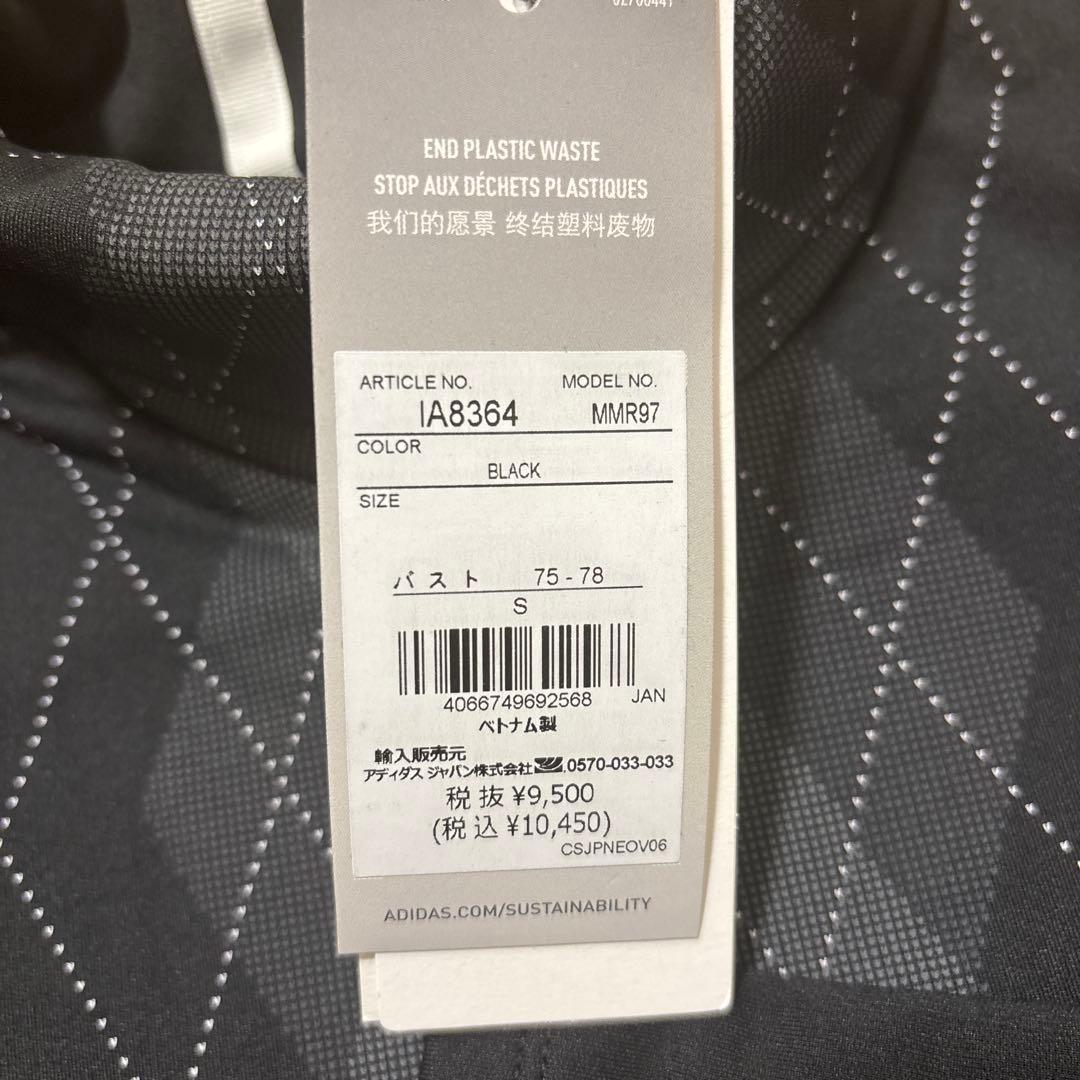 END PLASTIC WASTE
STOP AUX DÉCHETS PLASTIQUES
我们的愿景 终结塑料废物
ARTICLE NO. MODEL NO.
IA8364 MMR97
COLOR
BLACK
SIZE
バスト 75-78
S
4066749692568 JAN
ベトナム製
輸入販売元
アディダス ジャパン株式会社 0570-033-033
税抜 ¥9,500
(税込 ¥10,450)
CSJPNEOV06
ADIDAS.COM/SUSTAINABILITY